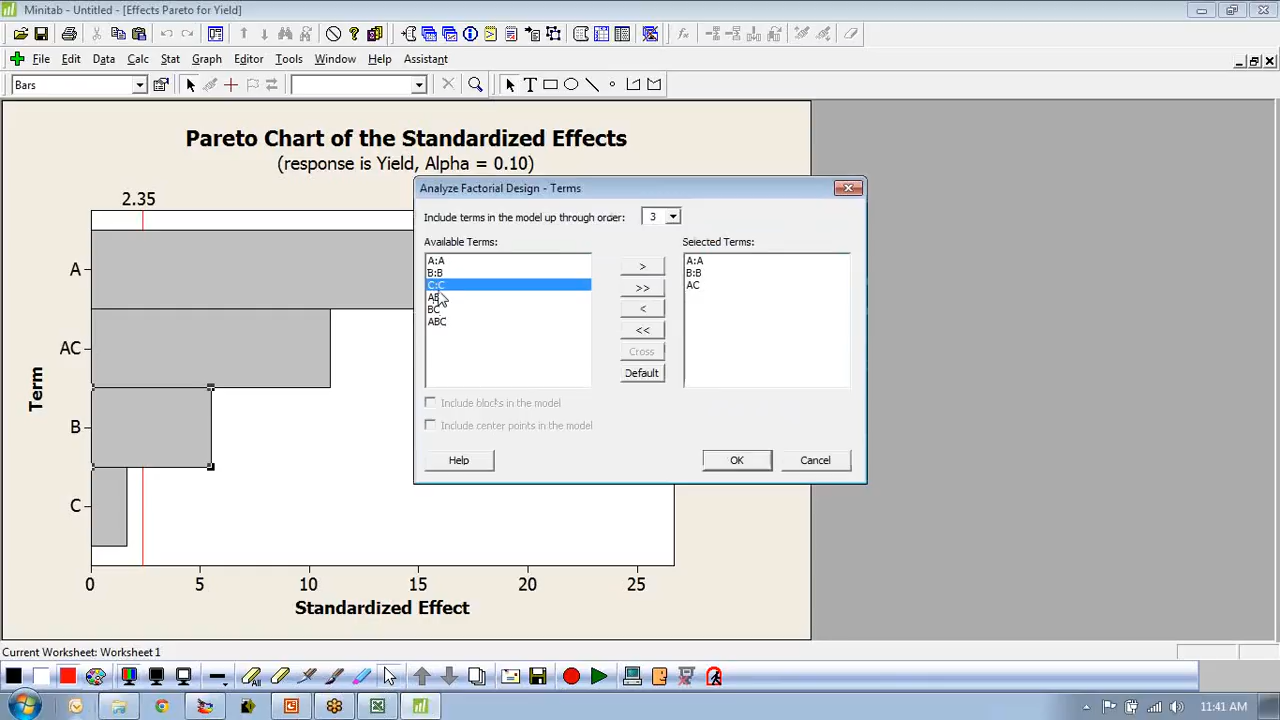 Minitab - Untitled - [Effects Pareto for Yield]
File Edit Data Calc Stat Graph Editor Tools Window Help Assistant
Bars
Pareto Chart of the Standardized Effects
(response is Yield, Alpha = 0.10)
2.35
A
AC
B
C
Term
0 5 10 15 20 25
Standardized Effect
Analyze Factorial Design - Terms
Include terms in the model up through order: 3
Available Terms:
A:A
B:B
C:C
AB
BC
ABC
>
>>
<
<<
Cross
Default
Selected Terms:
A:A
B:B
AC
Include blocks in the model
Include center points in the model
Help OK Cancel
Current Worksheet: Worksheet 1
11:41 AM